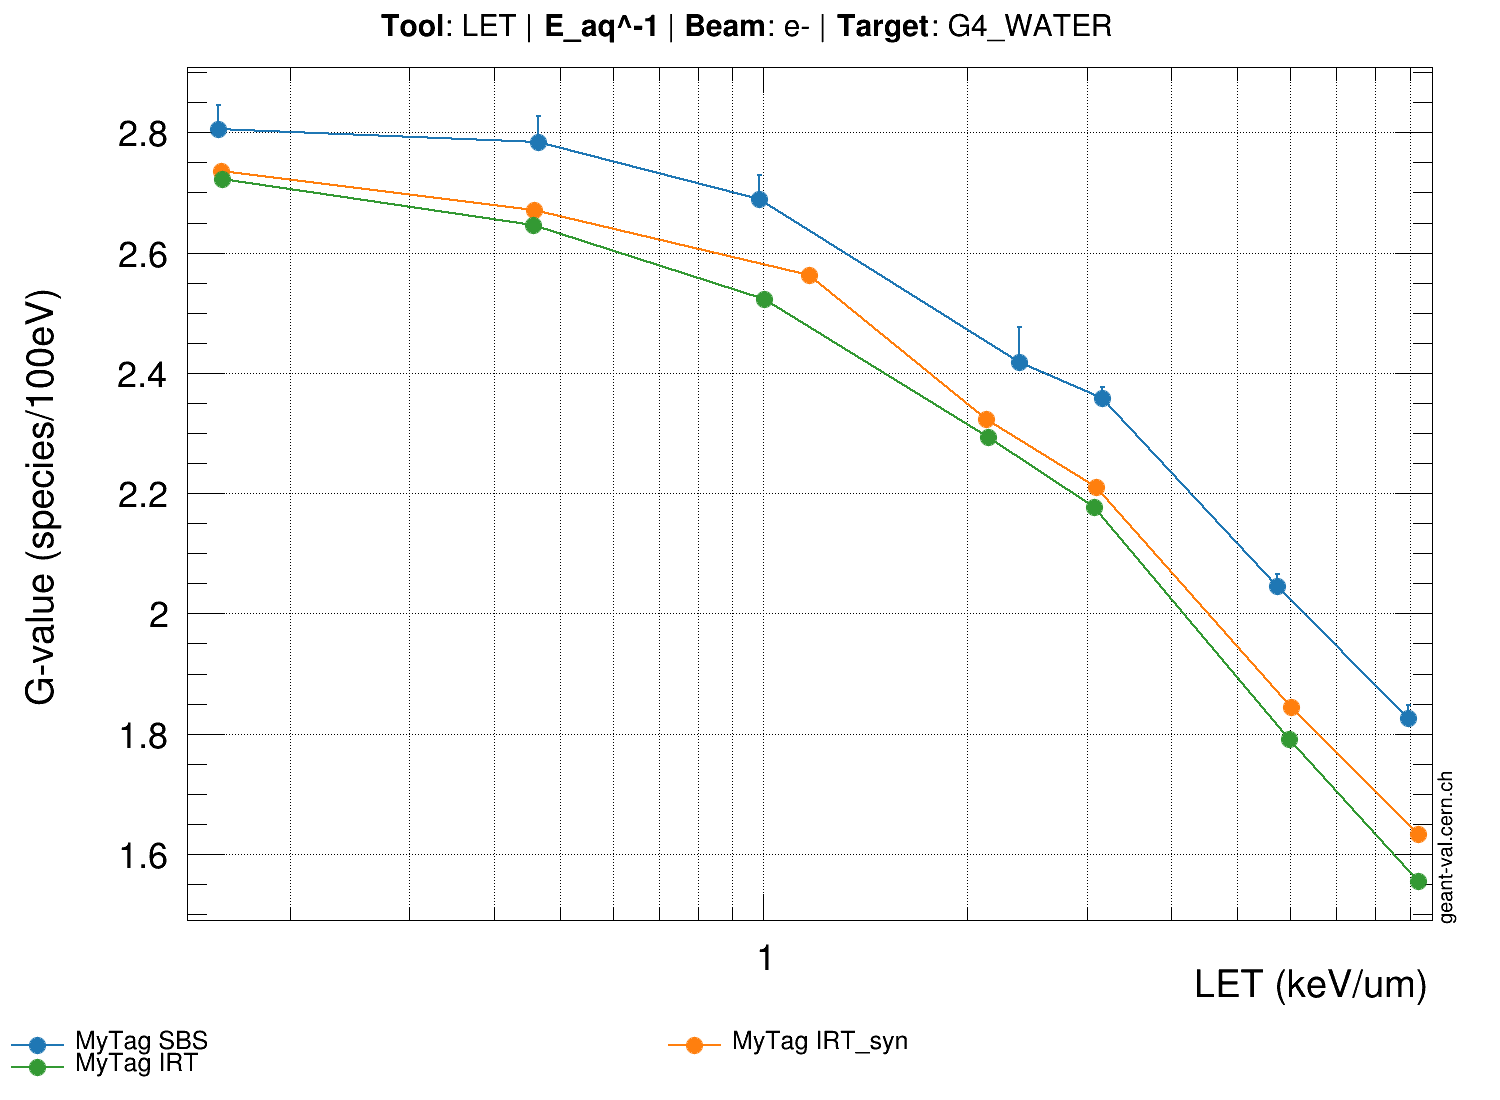 Tool: LET | E_aq^-1 | Beam: e- | Target: G4_WATER
G-value (species/100eV)
2.8
2.6
2.4
2.2
2
1.8
1.6
1
LET (keV/um)
geant-val.cern.ch
MyTag SBS
MyTag IRT_syn
MyTag IRT